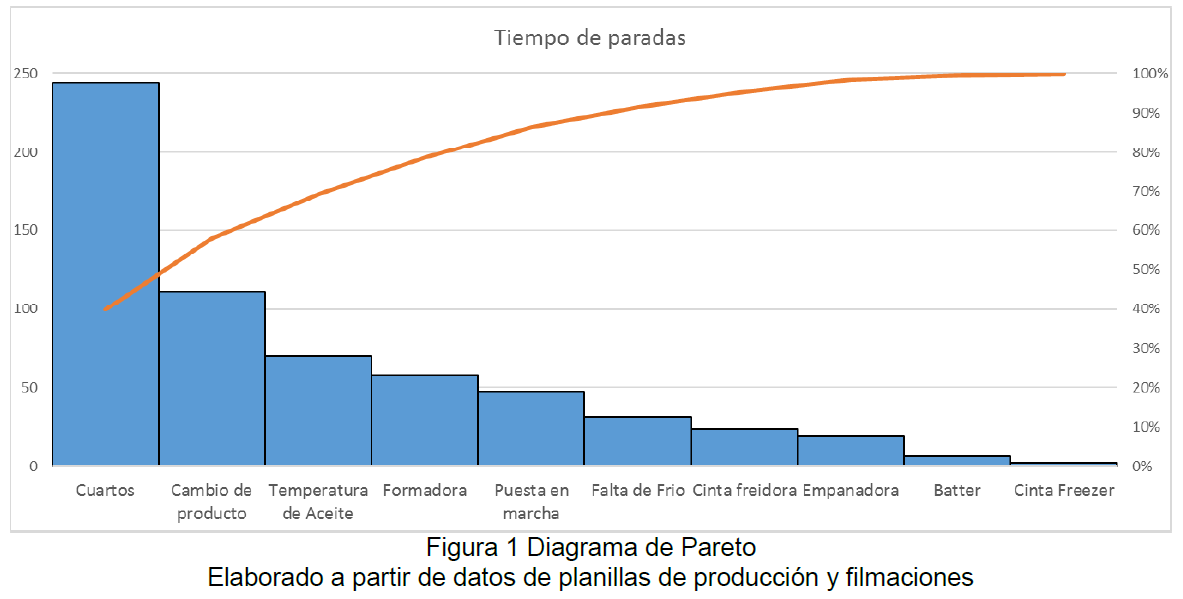 Tiempo de paradas
250
200
150
100
50
0
100%
90%
80%
70%
60%
50%
40%
30%
20%
10%
0%
Cuartos
Cambio de
producto
Temperatura
de Aceite
Formadora
Puesta en
marcha
Falta de Frio
Cinta freidora
Empanadora
Batter
Cinta Freezer
Figura 1 Diagrama de Pareto
Elaborado a partir de datos de planillas de producción y filmaciones